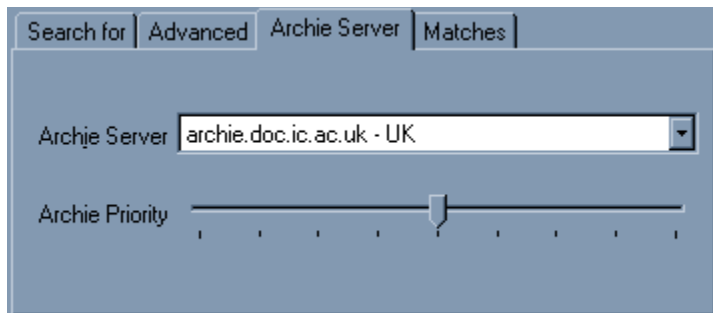 Search for Advanced Archie Server Matches
Archie Server archie.doc.ic.ac.uk - UK
Archie Priority